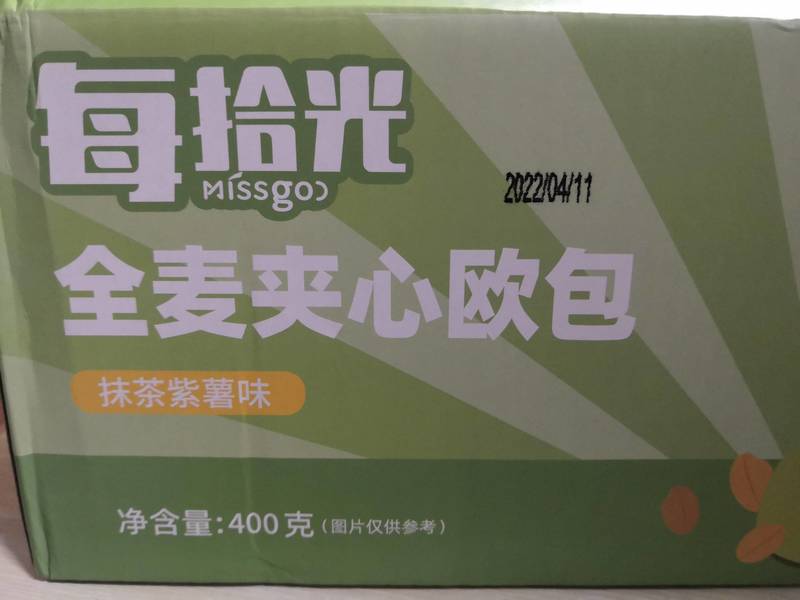 每拾光
Missgoo
2022/04/11
全麦夹心欧包
抹茶紫薯味
净含量:400克(图片仅供参考)